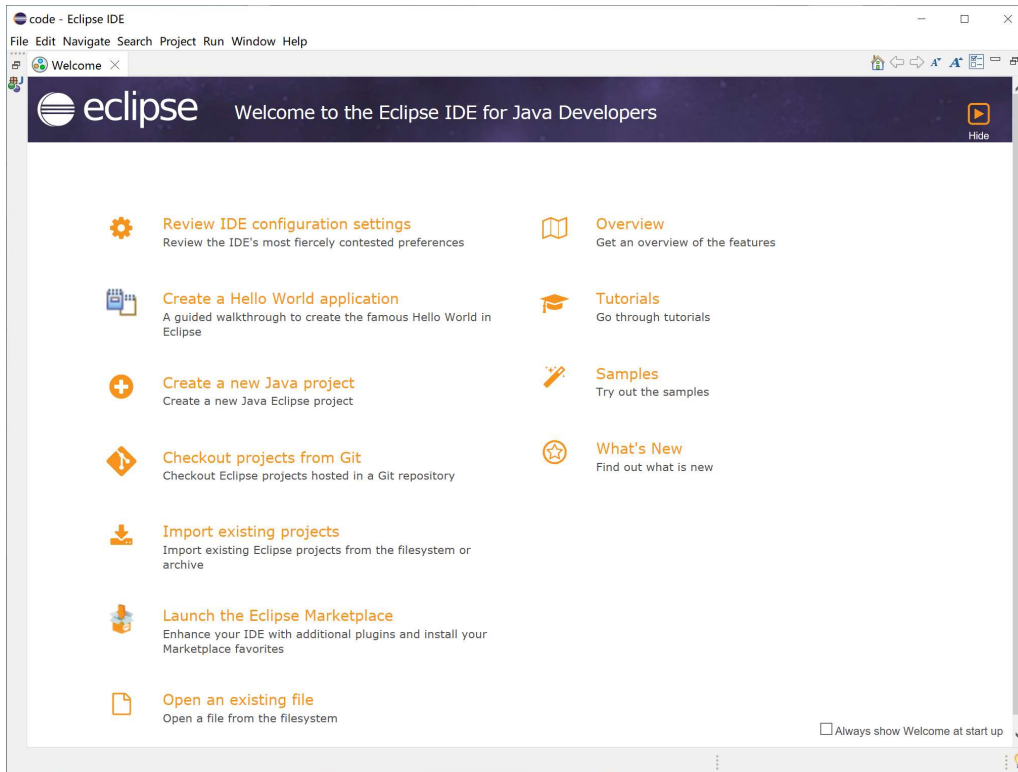 code - Eclipse IDE
File Edit Navigate Search Project Run Window Help
Welcome
eclipse Welcome to the Eclipse IDE for Java Developers
Hide
Review IDE configuration settings
Review the IDE's most fiercely contested preferences
Create a Hello World application
A guided walkthrough to create the famous Hello World in
Eclipse
Create a new Java project
Create a new Java Eclipse project
Checkout projects from Git
Checkout Eclipse projects hosted in a Git repository
Import existing projects
Import existing Eclipse projects from the filesystem or
archive
Launch the Eclipse Marketplace
Enhance your IDE with additional plugins and install your
Marketplace favorites
Open an existing file
Open a file from the filesystem
Overview
Get an overview of the features
Tutorials
Go through tutorials
Samples
Try out the samples
What's New
Find out what is new
Always show Welcome at start up